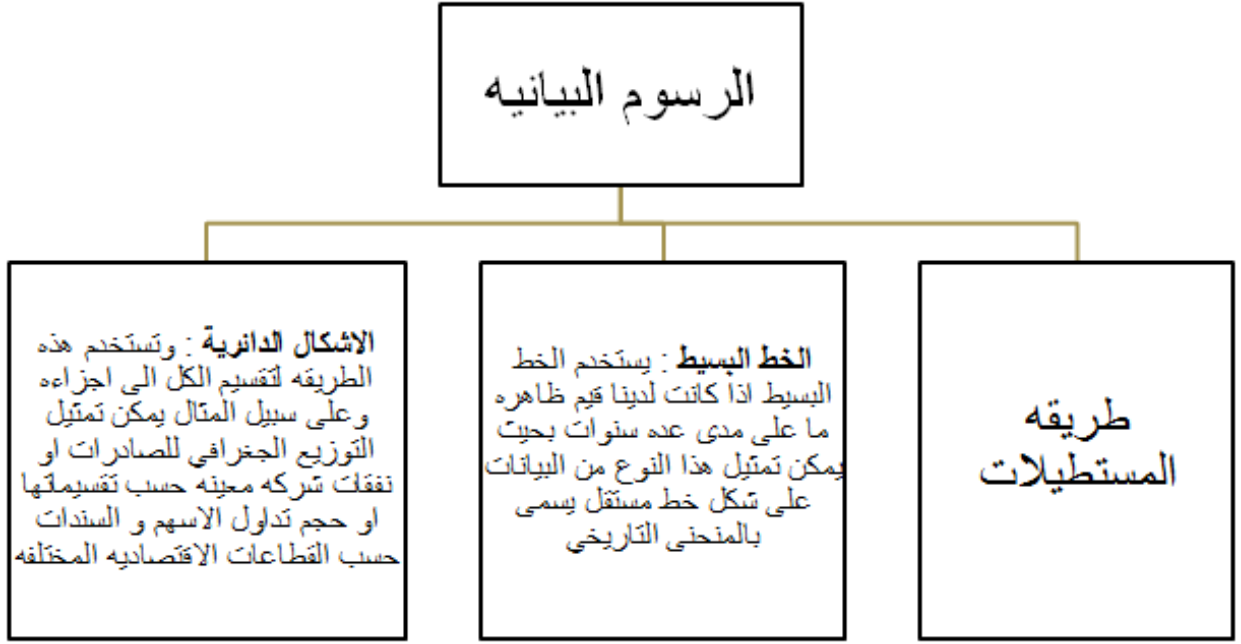 الرسوم البيانيه
طريقه
المستطيلات
الخط البسيط : يستخدم الخط
البسيط اذا كانت لدينا قيم ظاهره
ما على مدى عده سنوات بحيث
يمكن تمثيل هذا النوع من البيانات
على شكل خط مستقل يسمى
بالمنحنى التاريخي
الاشكال الدائرية : وتستخدم هذه
الطريقه لتقسيم الكل الى اجزاءه
وعلى سبيل المثال يمكن تمثيل
التوزيع الجغرافي للصادرات او
نفقات شركه معينه حسب تقسيماتها
او حجم تداول الاسهم و السندات
حسب القطاعات الاقتصاديه المختلفه